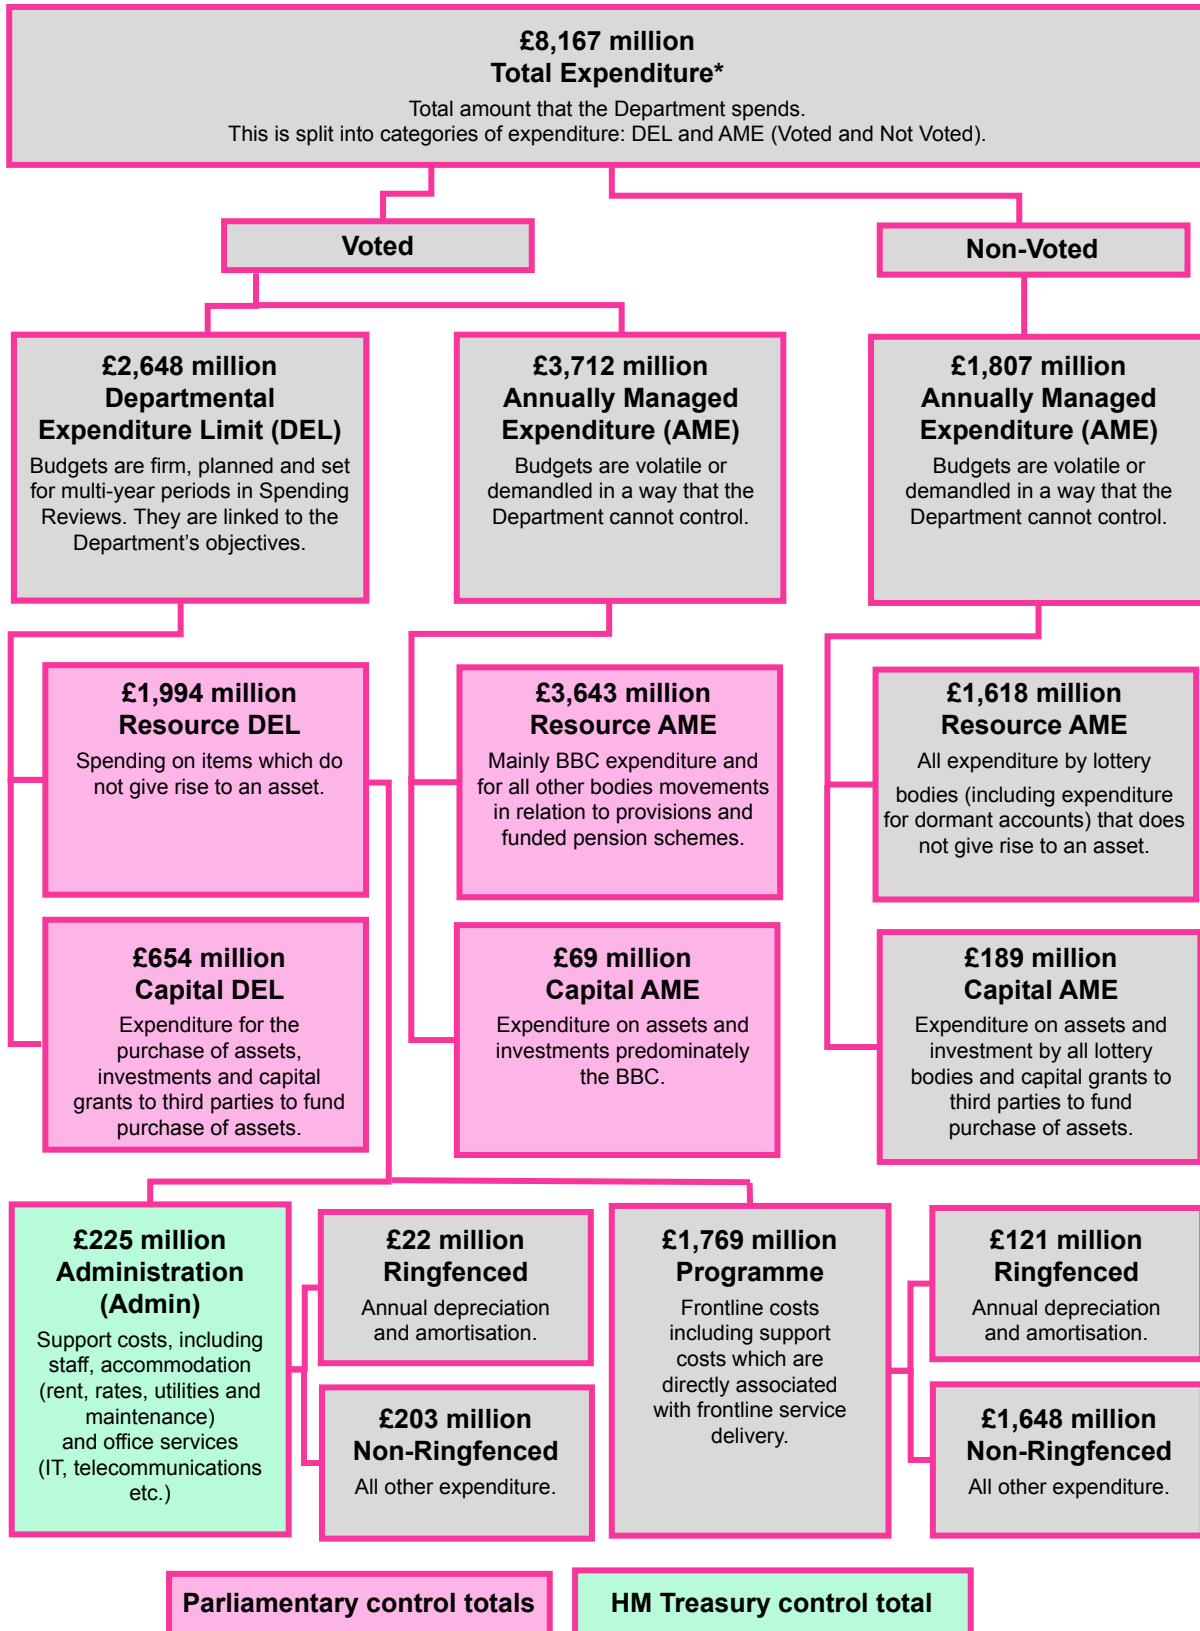 £8,167 million
Total Expenditure*
Total amount that the Department spends.
This is split into categories of expenditure: DEL and AME (Voted and Not Voted).
Voted
Non-Voted
£2,648 million
Departmental
Expenditure Limit (DEL)
Budgets are firm, planned and set
for multi-year periods in Spending
Reviews. They are linked to the
Department’s objectives.
£3,712 million
Annually Managed
Expenditure (AME)
Budgets are volatile or
demandled in a way that the
Department cannot control.
£1,807 million
Annually Managed
Expenditure (AME)
Budgets are volatile or
demandled in a way that the
Department cannot control.
£1,994 million
Resource DEL
Spending on items which do
not give rise to an asset.
£3,643 million
Resource AME
Mainly BBC expenditure and
for all other bodies movements
in relation to provisions and
funded pension schemes.
£1,618 million
Resource AME
All expenditure by lottery
bodies (including expenditure
for dormant accounts) that does
not give rise to an asset.
£654 million
Capital DEL
Expenditure for the
purchase of assets,
investments and capital
grants to third parties to fund
purchase of assets.
£69 million
Capital AME
Expenditure on assets and
investments predominately
the BBC.
£189 million
Capital AME
Expenditure on assets and
investment by all lottery
bodies and capital grants to
third parties to fund
purchase of assets.
£225 million
Administration
(Admin)
Support costs, including
staff, accommodation
(rent, rates, utilities and
maintenance)
and office services
(IT, telecommunications
etc.)
£22 million
Ringfenced
Annual depreciation
and amortisation.
£203 million
Non-Ringfenced
All other expenditure.
£1,769 million
Programme
Frontline costs
including support
costs which are
directly associated
with frontline service
delivery.
£121 million
Ringfenced
Annual depreciation
and amortisation.
£1,648 million
Non-Ringfenced
All other expenditure.
Parliamentary control totals
HM Treasury control total